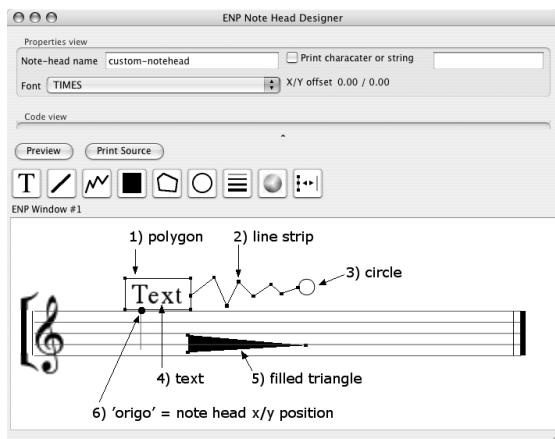 ENP Note Head Designer
Properties view
Note-head name custom-notehead Print characater or string
Font TIMES X/Y offset 0.00 / 0.00
Code view
Preview Print Source
T
ENP Window #1
1) polygon 2) line strip
3) circle
Text
4) text 5) filled triangle
6) 'origo' = note head x/y position